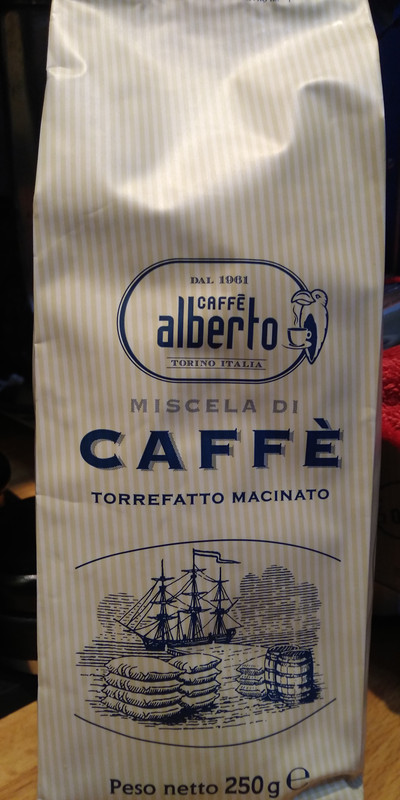 DAL 1961
CAFFÈ
alberto
TORINO ITALIA
MISCELA DI
CAFFÈ
TORREFATTO MACINATO
Peso netto 250g ℮